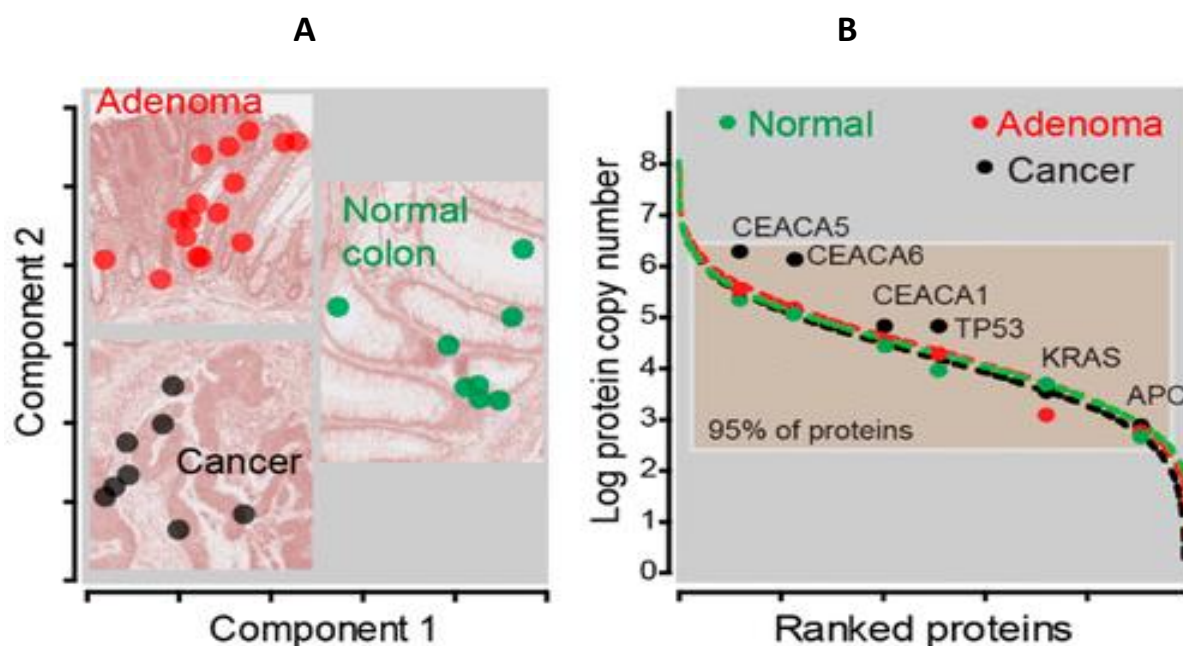 A
B
Adenoma
Normal
colon
Cancer
Component 2
Component 1
Normal
Adenoma
Cancer
Log protein copy number
8
7
6
5
4
3
2
1
0
CEACA5
CEACA6
CEACA1
TP53
KRAS
APC
95% of proteins
Ranked proteins